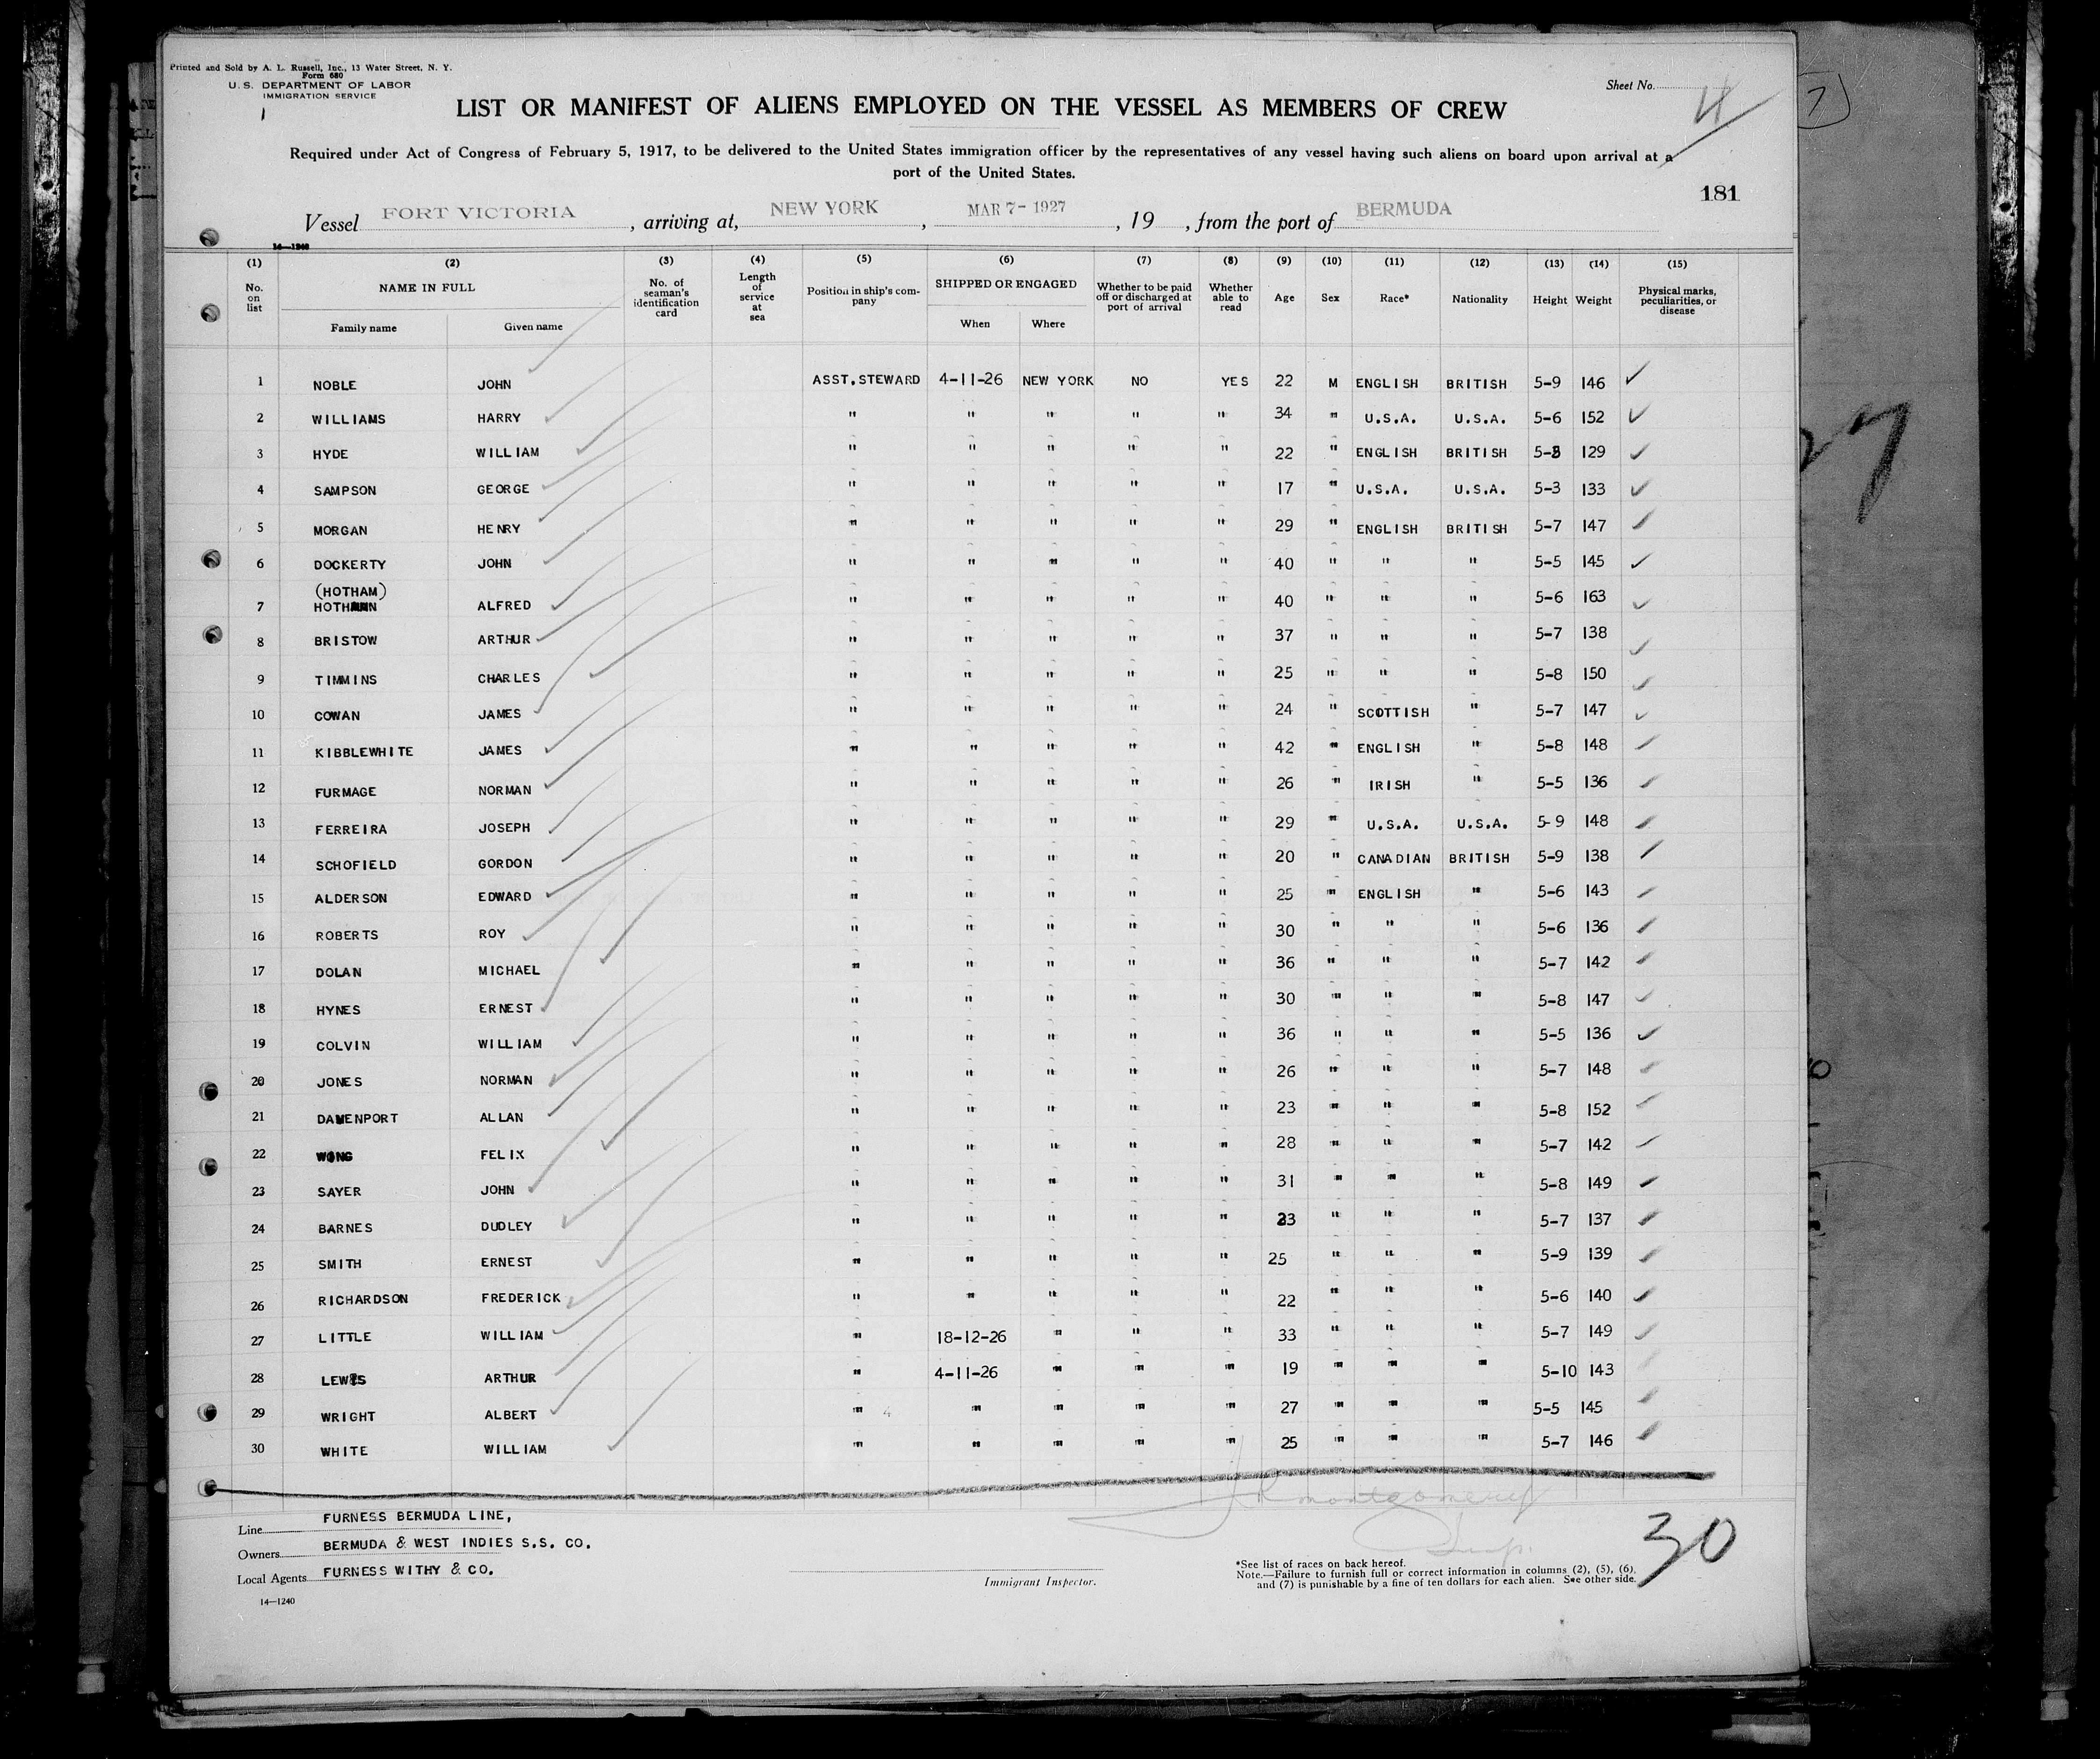 Printed and Sold by A. L. Russell, Inc., 13 Water Street, N. Y.
Form 680
U. S. DEPARTMENT OF LABOR
IMMIGRATION SERVICE
Sheet No. 4
7
LIST OR MANIFEST OF ALIENS EMPLOYED ON THE VESSEL AS MEMBERS OF CREW
Required under Act of Congress of February 5, 1917, to be delivered to the United States immigration officer by the representatives of any vessel having such aliens on board upon arrival at a
port of the United States.
181
Vessel FORT VICTORIA, arriving at, NEW YORK, MAR 7- 1927, 19 , from the port of BERMUDA
14—1240
(1) (2) (3) (4) (5) (6) (7) (8) (9) (10) (11) (12) (13) (14) (15)
No. on list NAME IN FULL Family name Given name No. of seaman's identification card Length of service at sea Position in ship's company SHIPPED OR ENGAGED When Where Whether to be paid off or discharged at port of arrival Whether able to read Age Sex Race* Nationality Height Weight Physical marks, peculiarities, or disease
1 NOBLE JOHN ASST. STEWARD 4-11-26 NEW YORK NO YES 22 M ENGLISH BRITISH 5-9 146
2 WILLIAMS HARRY " " " " " 34 " U.S.A. U.S.A. 5-6 152
3 HYDE WILLIAM " " " " " 22 " ENGLISH BRITISH 5-8 129
4 SAMPSON GEORGE " " " " " 17 " U.S.A. U.S.A. 5-3 133
5 MORGAN HENRY " " " " " 29 " ENGLISH BRITISH 5-7 147
6 DOCKERTY JOHN " " " " " 40 " " " 5-5 145
(HOTHAM)
7 HOTHMAN ALFRED " " " " " 40 " " " 5-6 163
8 BRISTOW ARTHUR " " " " " 37 " " " 5-7 138
9 TIMMINS CHARLES " " " " " 25 " " " 5-8 150
10 COWAN JAMES " " " " " 24 " SCOTTISH " 5-7 147
11 KIBBLEWHITE JAMES " " " " " 42 " ENGLISH " 5-8 148
12 FURMAGE NORMAN " " " " " 26 " IRISH " 5-5 136
13 FERREIRA JOSEPH " " " " " 29 " U.S.A. U.S.A. 5-9 148
14 SCHOFIELD GORDON " " " " " 20 " CANADIAN BRITISH 5-9 138
15 ALDERSON EDWARD " " " " " 25 " ENGLISH " 5-6 143
16 ROBERTS ROY " " " " " 30 " " " 5-6 136
17 DOLAN MICHAEL " " " " " 36 " " " 5-7 142
18 HYNES ERNEST " " " " " 30 " " " 5-8 147
19 COLVIN WILLIAM " " " " " 36 " " " 5-5 136
20 JONES NORMAN " " " " " 26 " " " 5-7 148
21 DAVENPORT ALLAN " " " " " 23 " " " 5-8 152
22 WONG FELIX " " " " " 28 " " " 5-7 142
23 SAYER JOHN " " " " " 31 " " " 5-8 149
24 BARNES DUDLEY " " " " " 23 " " " 5-7 137
25 SMITH ERNEST " " " " " 25 " " " 5-9 139
26 RICHARDSON FREDERICK " " " " " 22 " " " 5-6 140
27 LITTLE WILLIAM " 18-12-26 " " " 33 " " " 5-7 149
28 LEWIS ARTHUR " 4-11-26 " " " 19 " " " 5-10 143
29 WRIGHT ALBERT " " " " " 27 " " " 5-5 145
30 WHITE WILLIAM " " " " " 25 " " " 5-7 146
Line FURNESS BERMUDA LINE,
Owners BERMUDA & WEST INDIES S.S. CO.
Local Agents FURNESS WITHY & CO.
14—1240
J R Montgomery
Insp.
Immigrant Inspector.
30
*See list of races on back hereof.
Note.—Failure to furnish full or correct information in columns (2), (5), (6),
and (7) is punishable by a fine of ten dollars for each alien. See other side.